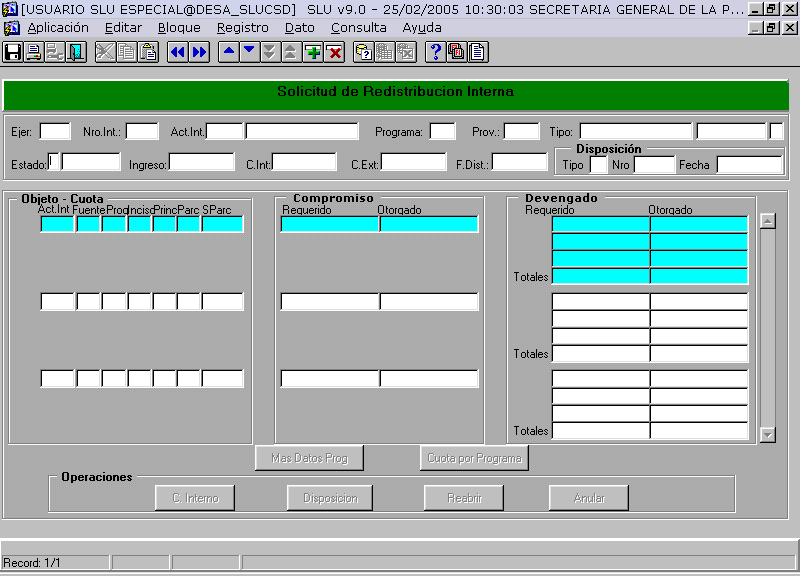 [USUARIO SLU ESPECIAL@DESA_SLUCSD] SLU v9.0 - 25/02/2005 10:30:03 SECRETARIA GENERAL DE LA P...
Aplicación Editar Bloque Registro Dato Consulta Ayuda
Solicitud de Redistribucion Interna
Ejer: Nro.Int.: Act.Int. Programa: Prov.: Tipo:
Disposición
Estado: Ingreso: C.Int: C.Ext: F.Dist.: Tipo Nro Fecha
Objeto - Cuota Compromiso Devengado
Act.Int Fuente Prog Inciso Princ Parc SParc Requerido Otorgado Requerido Otorgado
Totales
Totales
Totales
Mas Datos Prog Cuota por Programa
Operaciones
C. Interno Disposicion Reabrir Anular
Record: 1/1